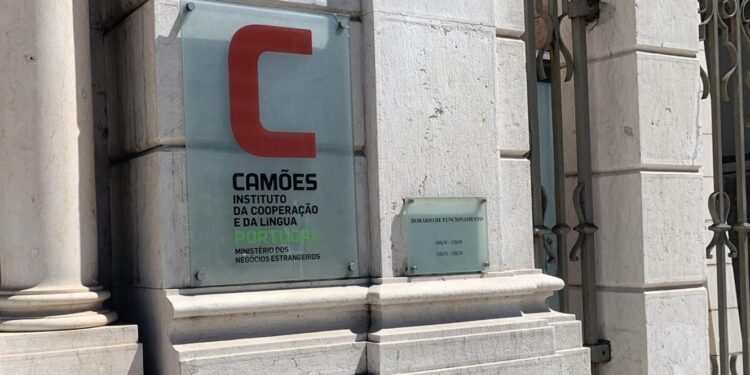 C
CAMÕES
INSTITUTO
DA COOPERAÇÃO
E DA LÍNGUA
PORTUGAL
MINISTÉRIO DOS
NEGÓCIOS ESTRANGEIROS
HORÁRIO DE FUNCIONAMENTO